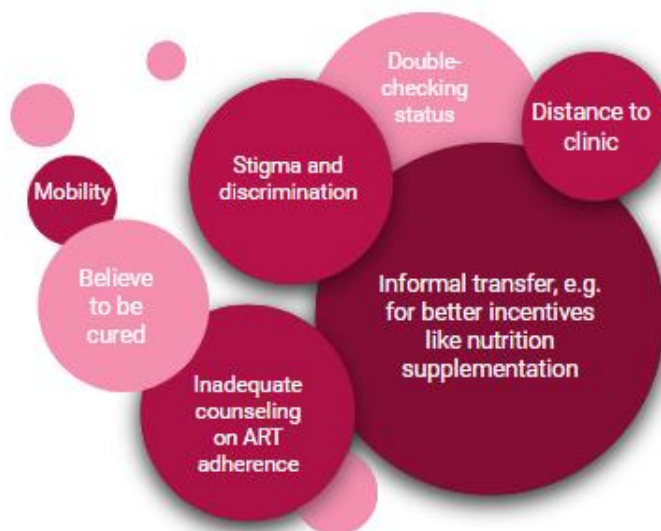 Double-
checking
status
Distance to
clinic
Stigma and
discrimination
Mobility
Believe
to be
cured
Informal transfer, e.g.
for better incentives
like nutrition
supplementation
Inadequate
counseling
on ART
adherence